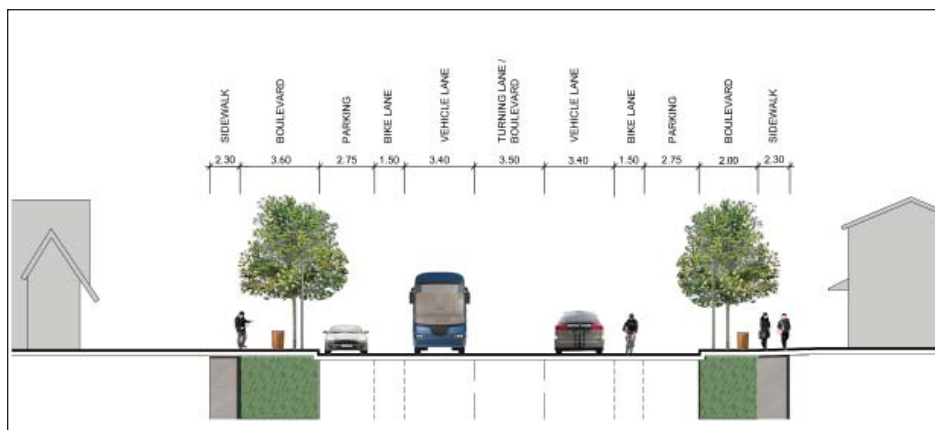 SIDEWALK
BOULEVARD
PARKING
BIKE LANE
VEHICLE LANE
TURNING LANE /
BOULEVARD
VEHICLE LANE
BIKE LANE
PARKING
BOULEVARD
SIDEWALK
2.30 3.60 2.75 1.50 3.40 3.50 3.40 1.50 2.75 2.00 2.30